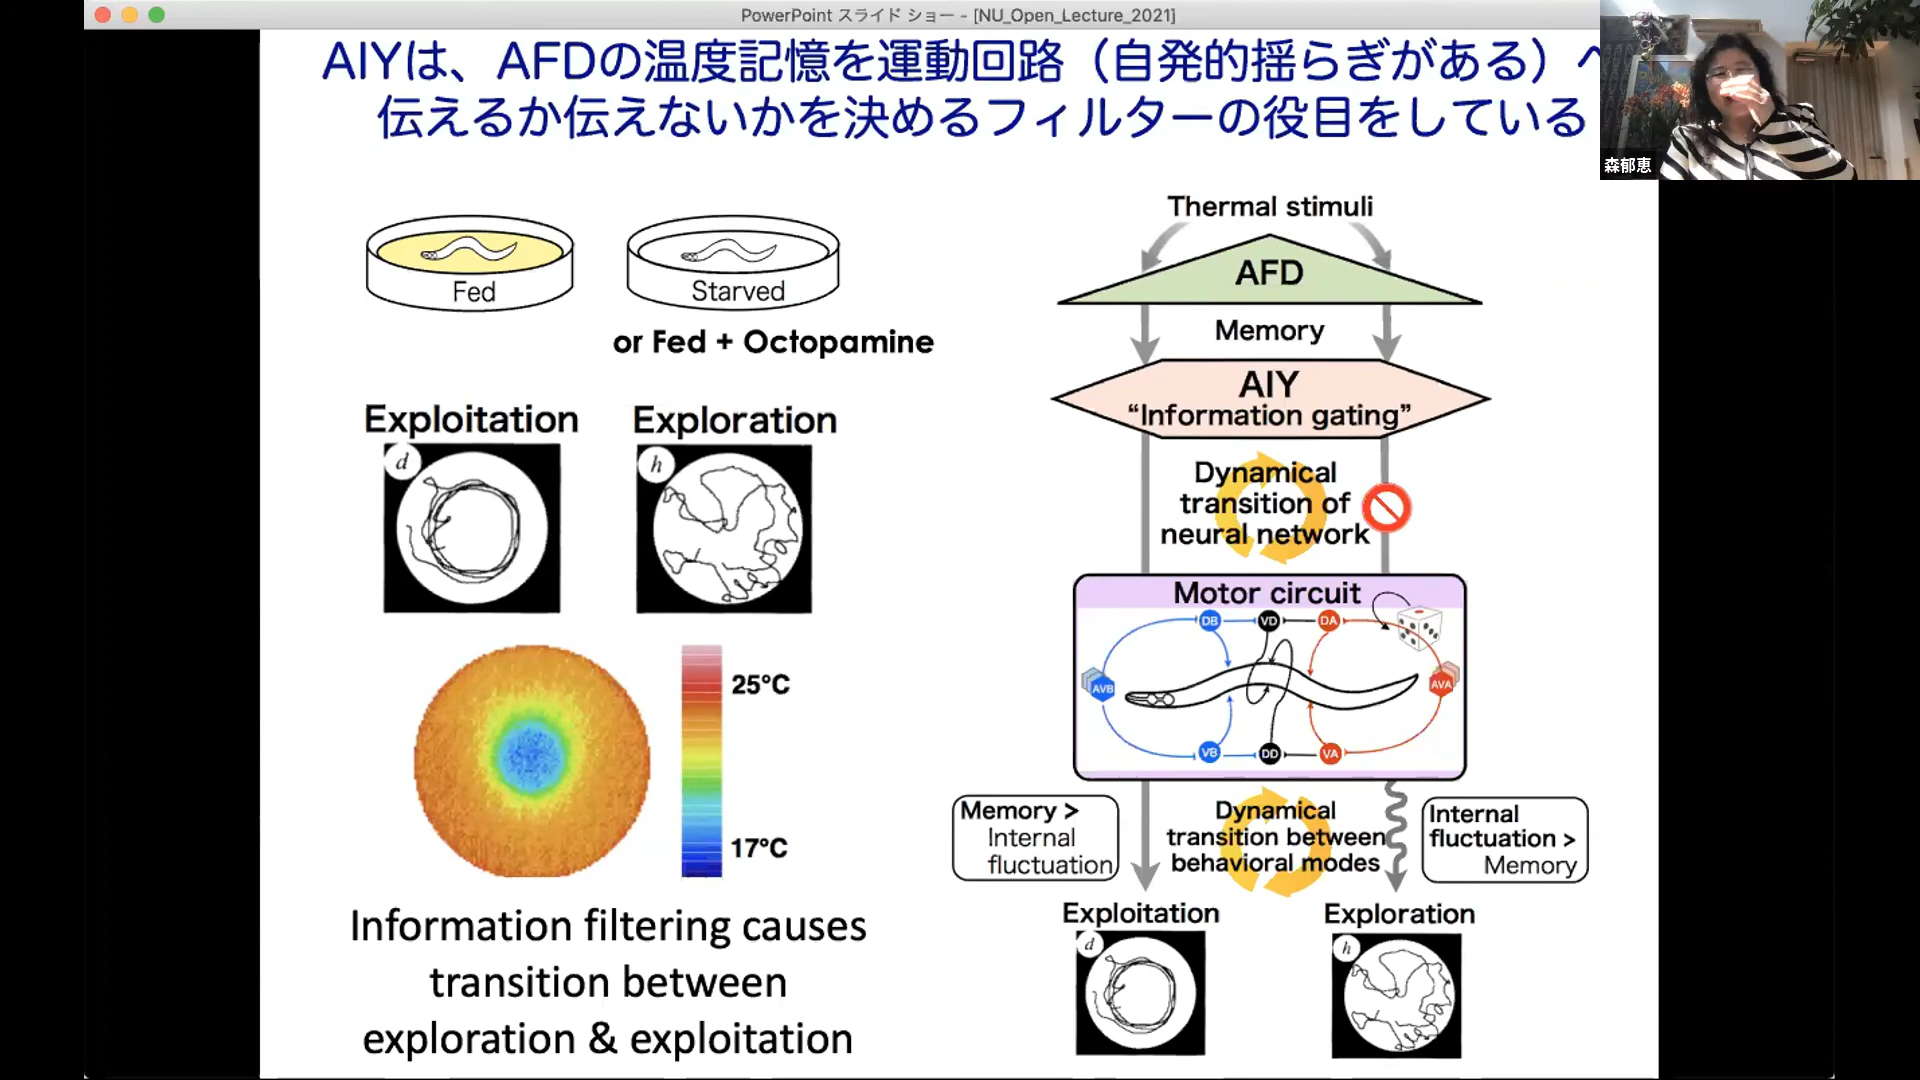 PowerPoint スライド ショー - [NU_Open_Lecture_2021]
AIYは、AFDの温度記憶を運動回路（自発的揺らぎがある）へ
伝えるか伝えないかを決めるフィルターの役目をしている
森郁恵
Fed
Starved
or Fed + Octopamine
Exploitation
Exploration
d
h
25°C
17°C
Information filtering causes
transition between
exploration & exploitation
Thermal stimuli
AFD
Memory
AIY
“Information gating”
Dynamical
transition of
neural network
Motor circuit
DB
VD
DA
AVB
AVA
VB
DD
VA
Memory >
Internal
fluctuation
Dynamical
transition between
behavioral modes
Internal
fluctuation >
Memory
Exploitation
Exploration
d
h